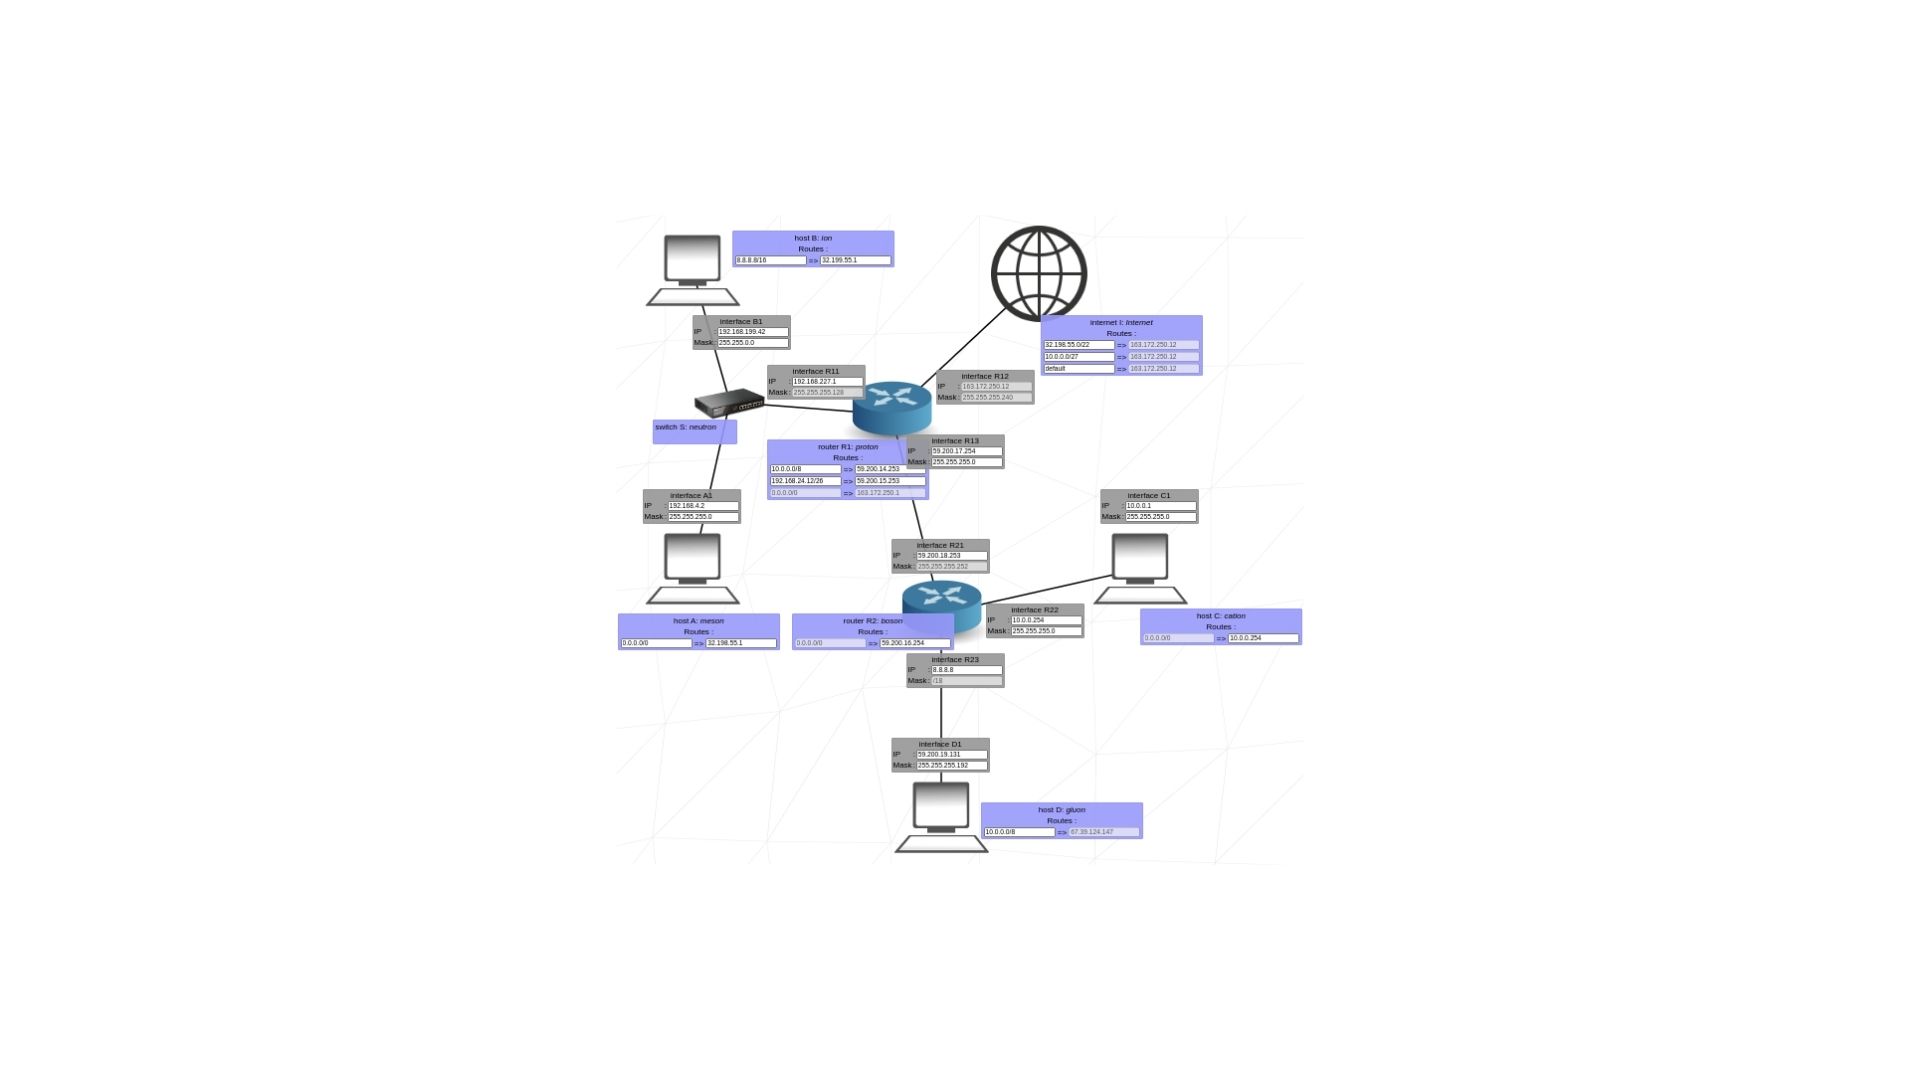 host B: ion
Routes :
8.8.8.8/16 => 32.199.55.1
internet I: Internet
Routes :
32.198.55.0/22 => 163.172.250.12
10.0.0.0/27 => 163.172.250.12
default => 163.172.250.12
interface B1
IP : 192.168.199.42
Mask : 255.255.0.0
interface R11
IP : 192.168.227.1
Mask : 255.255.255.128
interface R12
IP : 163.172.250.12
Mask : 255.255.255.240
switch S: neutron
interface R13
IP : 59.200.17.254
Mask : 255.255.255.0
router R1: proton
Routes :
10.0.0.0/8 => 59.200.14.253
192.168.24.12/26 => 59.200.15.253
0.0.0.0/0 => 163.172.250.1
interface A1
IP : 192.168.4.2
Mask : 255.255.255.0
interface C1
IP : 10.0.0.1
Mask : 255.255.255.0
interface R21
IP : 59.200.18.253
Mask : 255.255.255.252
interface R22
IP : 10.0.0.254
Mask : 255.255.255.0
host A: meson
Routes :
0.0.0.0/0 => 32.198.55.1
router R2: boson
Routes :
0.0.0.0/0 => 59.200.16.254
host C: cation
Routes :
0.0.0.0/0 => 10.0.0.254
interface R23
IP : 8.8.8.8
Mask : /18
interface D1
IP : 59.200.19.131
Mask : 255.255.255.192
host D: gluon
Routes :
10.0.0.0/8 => 67.39.124.147